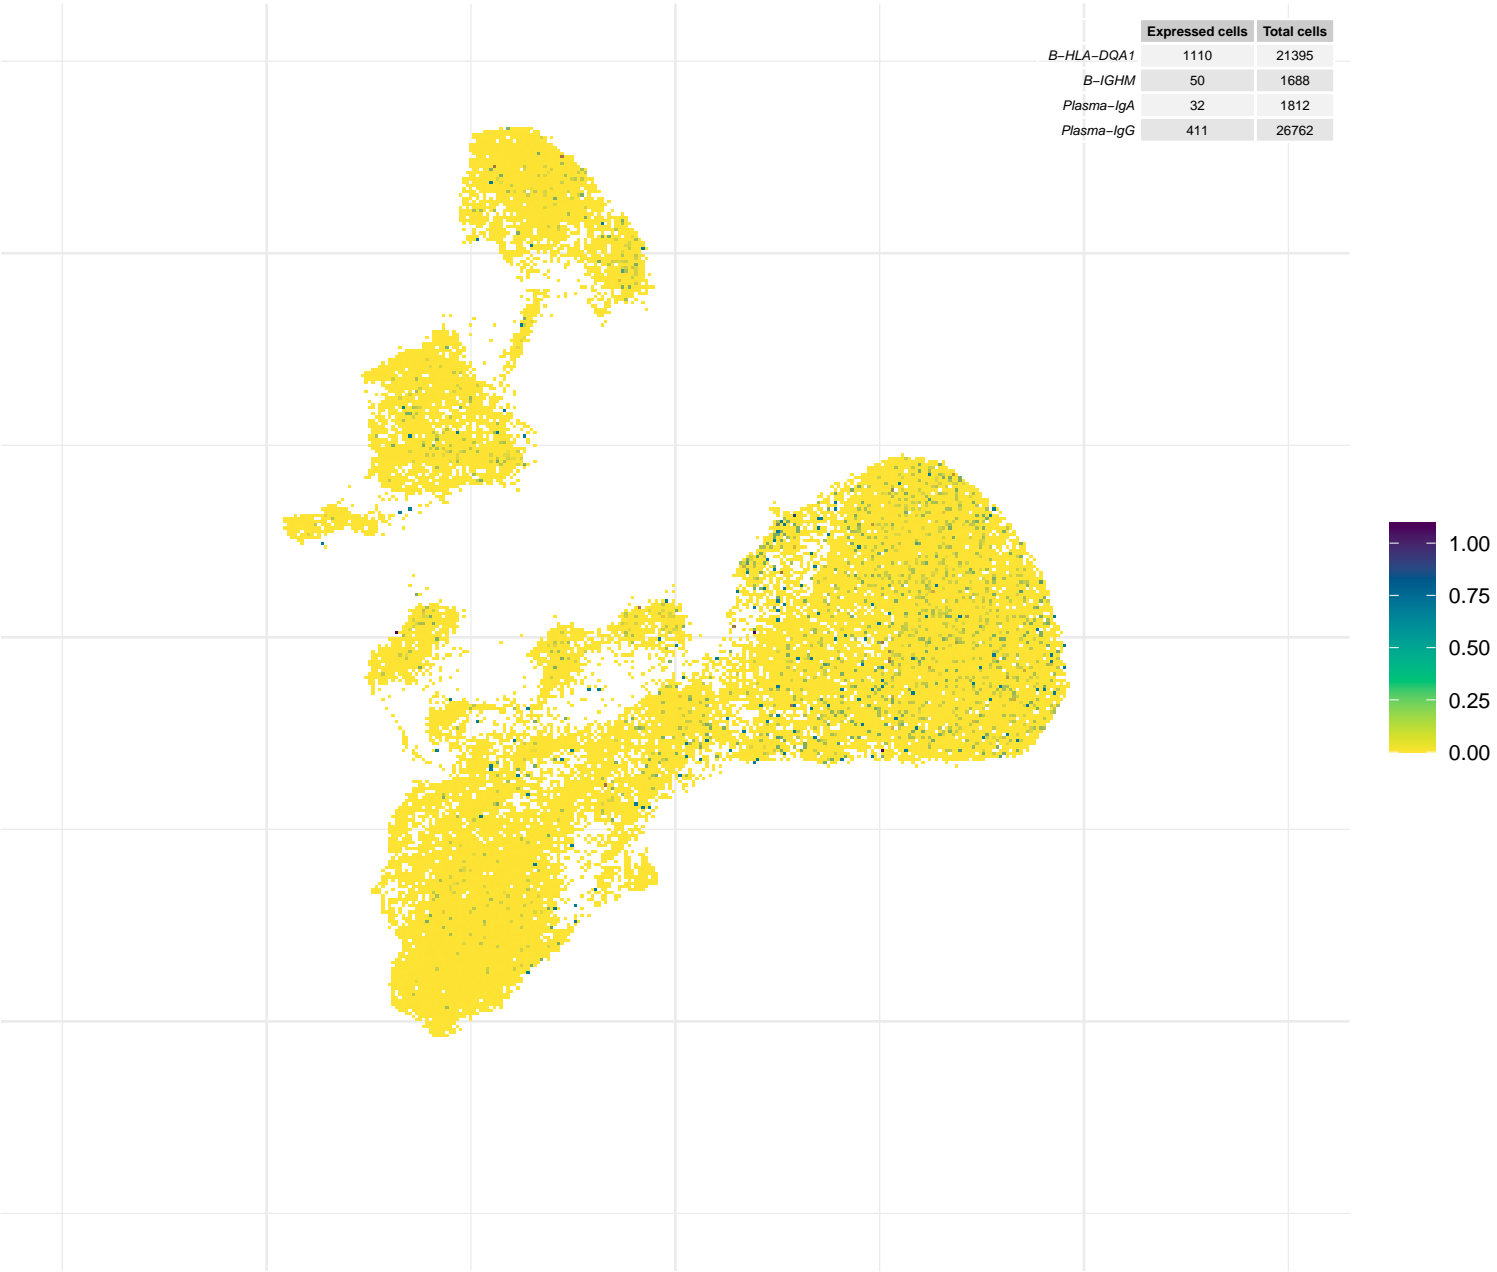 Expressed cells Total cells
B−HLA−DQA1 1110 21395
B−IGHM 50 1688
Plasma−IgA 32 1812
Plasma−IgG 411 26762
1.00
0.75
0.50
0.25
0.00